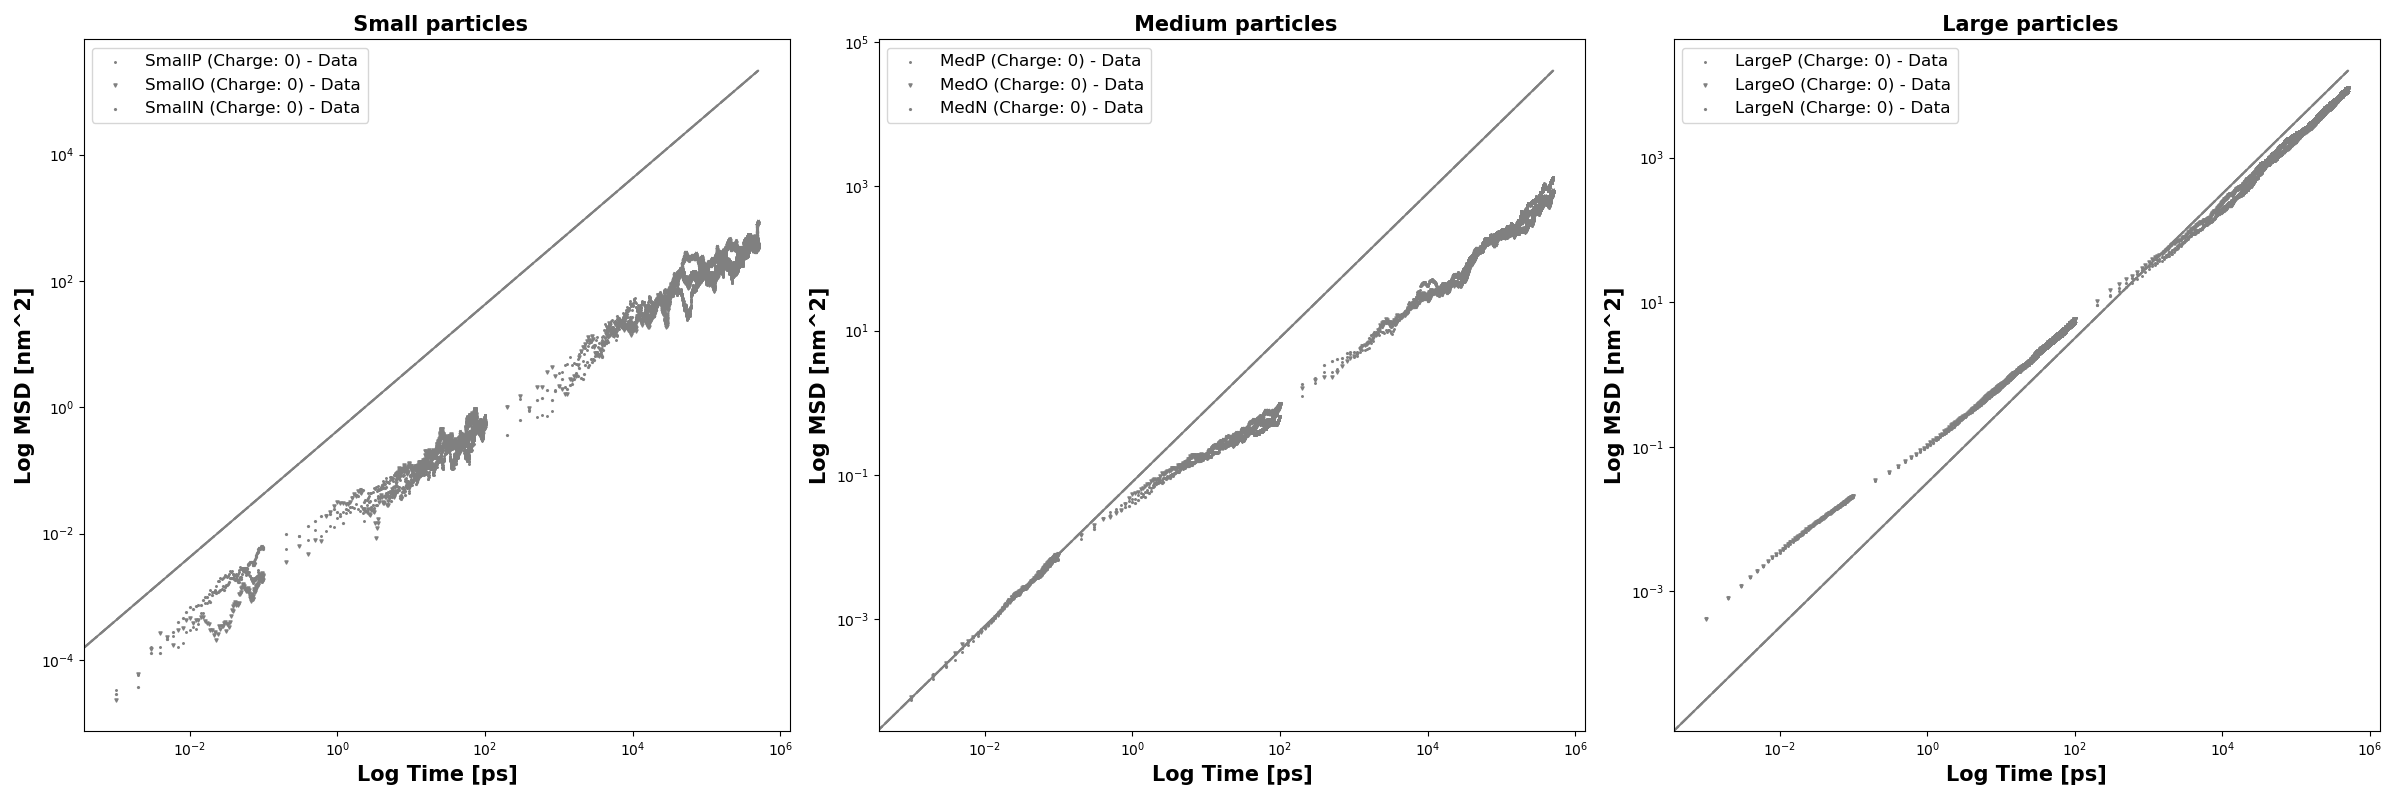 Small particles
SmallP (Charge: 0) - Data
SmallO (Charge: 0) - Data
SmallN (Charge: 0) - Data
10^4
10^2
10^0
10^-2
10^-4
Log MSD [nm^2]
10^-2 10^0 10^2 10^4 10^6
Log Time [ps]
Medium particles
MedP (Charge: 0) - Data
MedO (Charge: 0) - Data
MedN (Charge: 0) - Data
10^5
10^3
10^1
10^-1
10^-3
Log MSD [nm^2]
10^-2 10^0 10^2 10^4 10^6
Log Time [ps]
Large particles
LargeP (Charge: 0) - Data
LargeO (Charge: 0) - Data
LargeN (Charge: 0) - Data
10^3
10^1
10^-1
10^-3
Log MSD [nm^2]
10^-2 10^0 10^2 10^4 10^6
Log Time [ps]